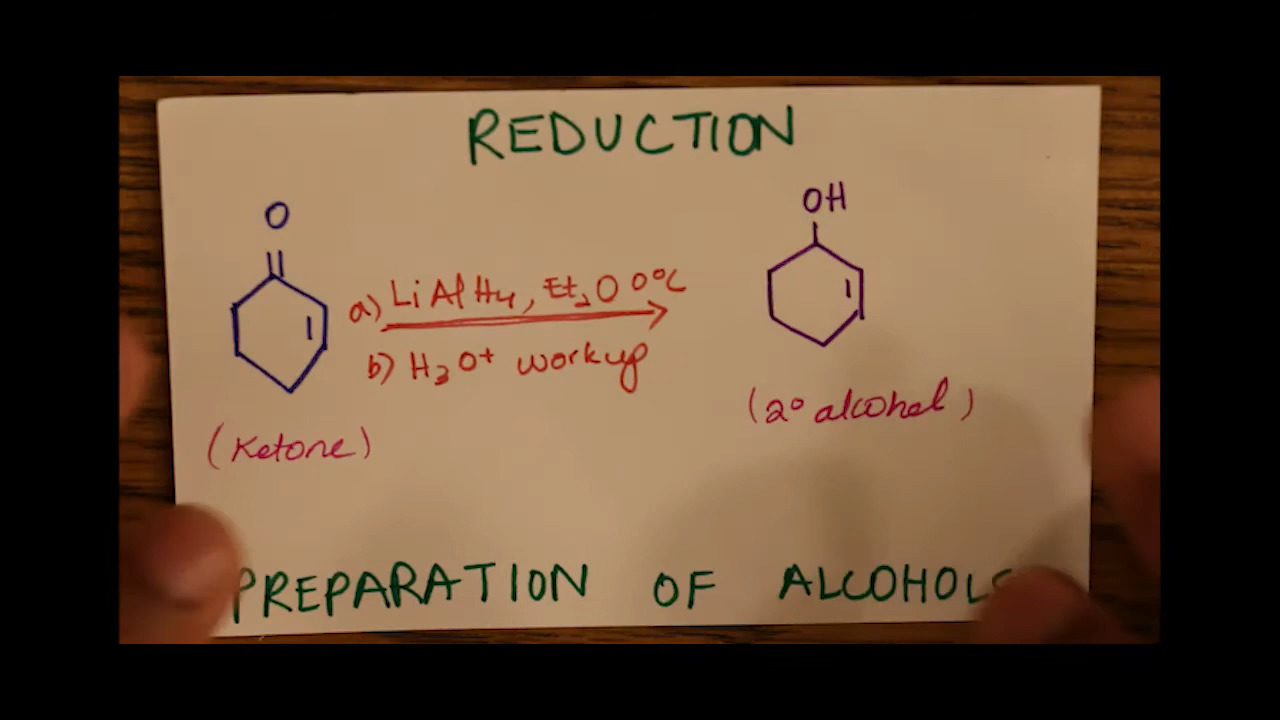 REDUCTION
O
OH
a) LiAlH4, Et2O 0°C
b) H3O+ workup
(Ketone)
(2° alcohol)
PREPARATION OF ALCOHOLS